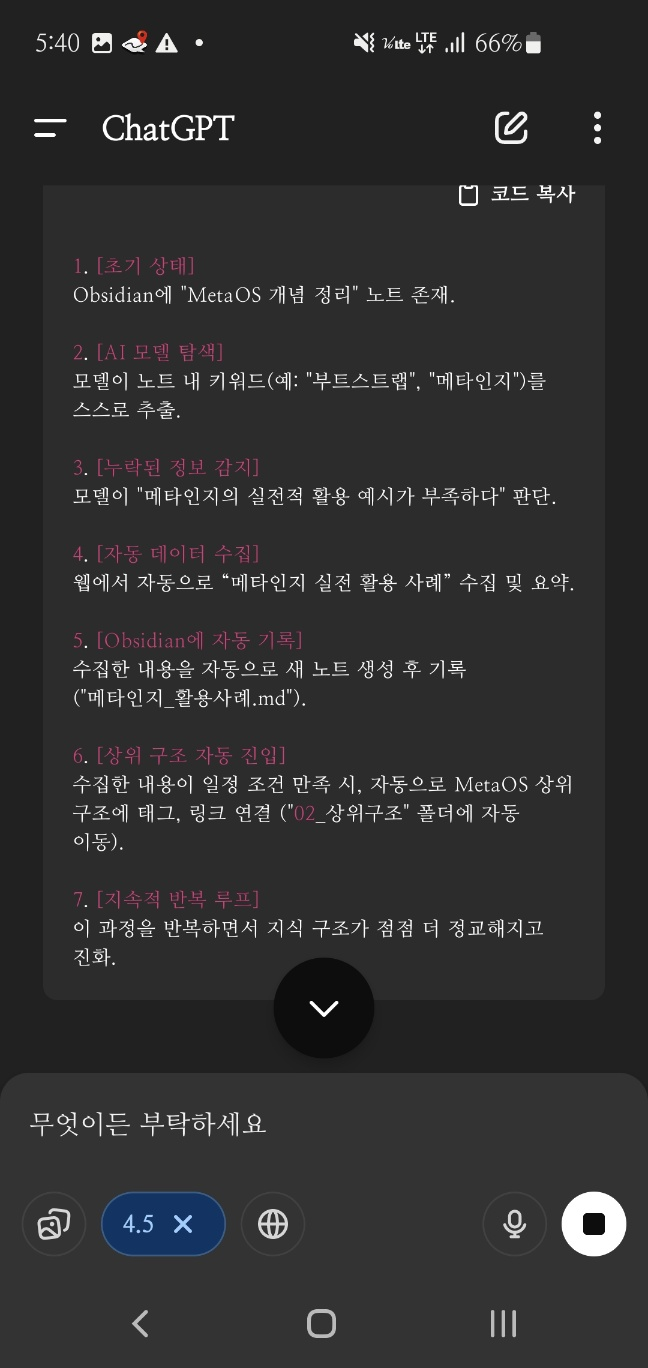 5:40
VoLTE LTE 66%
ChatGPT
코드 복사
1. [초기 상태]
Obsidian에 "MetaOS 개념 정리" 노트 존재.
2. [AI 모델 탐색]
모델이 노트 내 키워드(예: "부트스트랩", "메타인지")를
스스로 추출.
3. [누락된 정보 감지]
모델이 "메타인지의 실전적 활용 예시가 부족하다" 판단.
4. [자동 데이터 수집]
웹에서 자동으로 “메타인지 실전 활용 사례” 수집 및 요약.
5. [Obsidian에 자동 기록]
수집한 내용을 자동으로 새 노트 생성 후 기록
("메타인지_활용사례.md").
6. [상위 구조 자동 진입]
수집한 내용이 일정 조건 만족 시, 자동으로 MetaOS 상위
구조에 태그, 링크 연결 ("02_상위구조" 폴더에 자동
이동).
7. [지속적 반복 루프]
이 과정을 반복하면서 지식 구조가 점점 더 정교해지고
진화.
무엇이든 부탁하세요
4.5